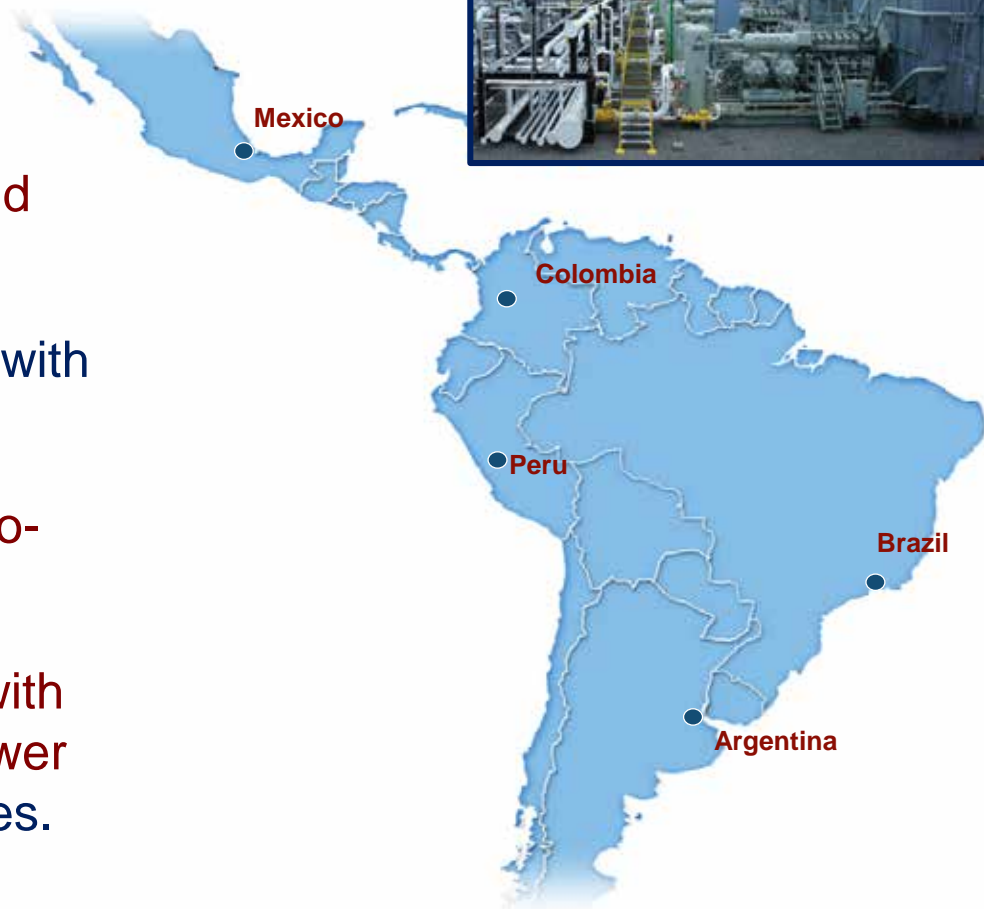 Mexico
d
Colombia
with
Peru
o-
Brazil
with
wer
Argentina
es.